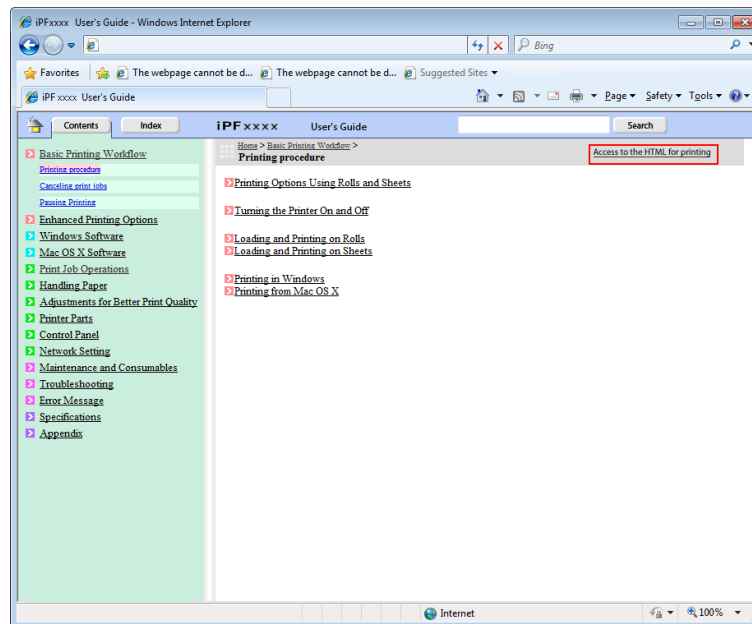 iPFxxxx User's Guide - Windows Internet Explorer
Bing
Favorites The webpage cannot be d... The webpage cannot be d... Suggested Sites
iPF xxxx User's Guide
Page Safety Tools
Contents Index iPF xxxx User's Guide Search
Home > Basic Printing Workflow >
Printing procedure
Access to the HTML for printing
Basic Printing Workflow
Printing procedure
Canceling print jobs
Pausing Printing
Enhanced Printing Options
Windows Software
Mac OS X Software
Print Job Operations
Handling Paper
Adjustments for Better Print Quality
Printer Parts
Control Panel
Network Setting
Maintenance and Consumables
Troubleshooting
Error Message
Specifications
Appendix
Printing Options Using Rolls and Sheets
Turning the Printer On and Off
Loading and Printing on Rolls
Loading and Printing on Sheets
Printing in Windows
Printing from Mac OS X
Internet
100%